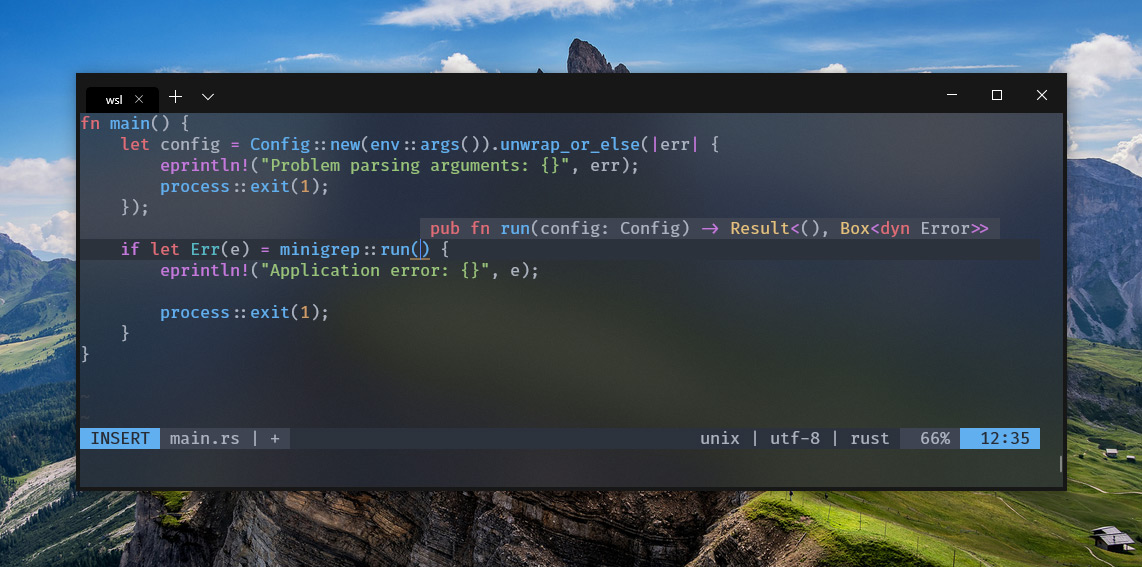 wsl
fn main() {
    let config = Config::new(env::args()).unwrap_or_else(|err| {
        eprintln!("Problem parsing arguments: {}", err);
        process::exit(1);
    });
pub fn run(config: Config) -> Result<(), Box<dyn Error>>
    if let Err(e) = minigrep::run() {
        eprintln!("Application error: {}", e);
        process::exit(1);
    }
}
~
~
INSERT main.rs | + unix | utf-8 | rust 66% 12:35